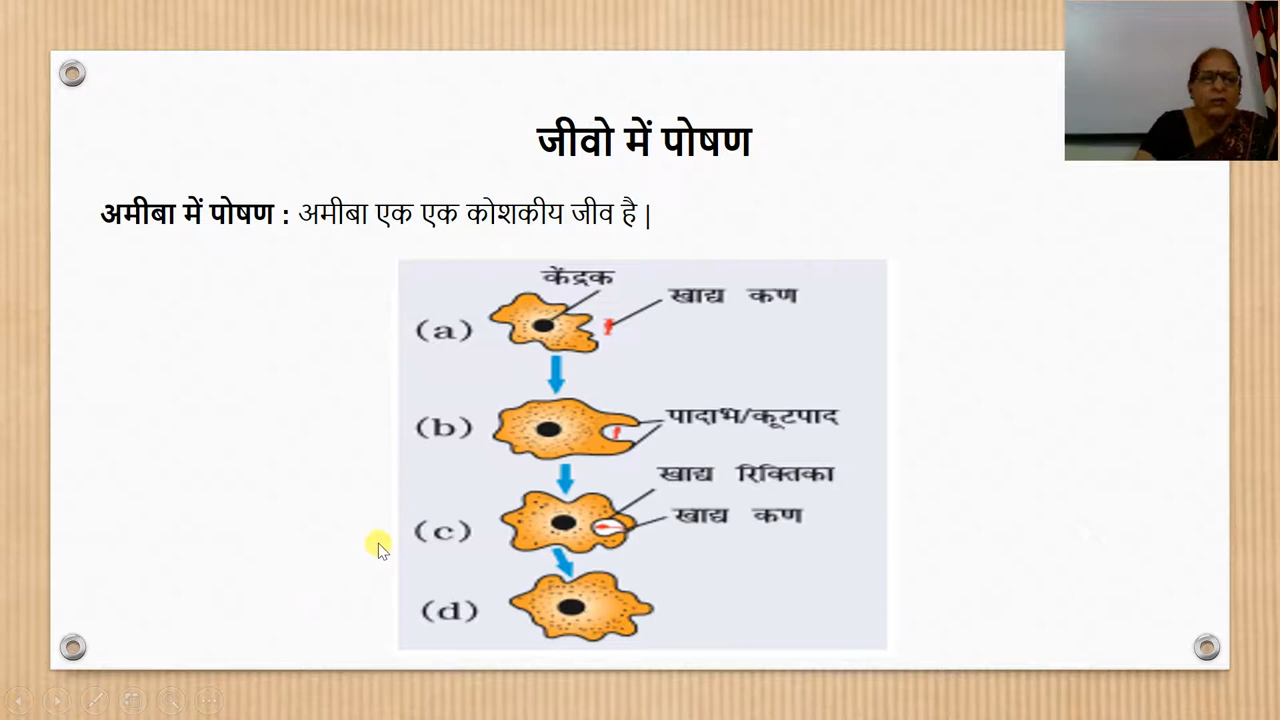 जीवो में पोषण
अमीबा में पोषण : अमीबा एक एक कोशकीय जीव है |
केंद्रक
खाद्य कण
(a)
(b)
पादाभ/कूटपाद
खाद्य रिक्तिका
(c)
खाद्य कण
(d)